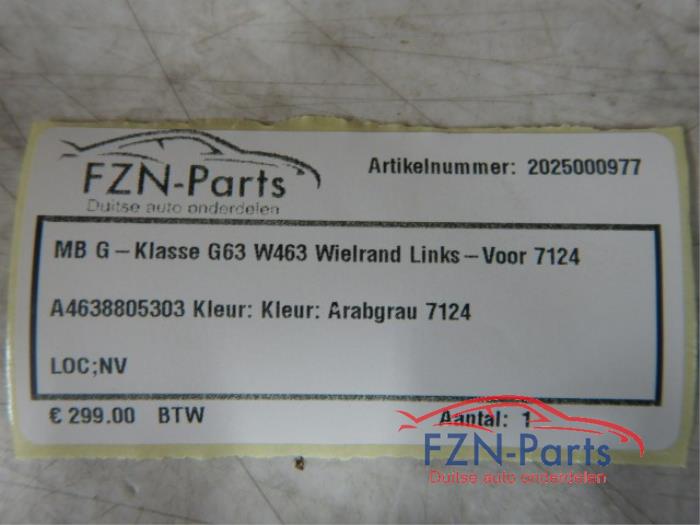 FZN-Parts
Duitse auto onderdelen
Artikelnummer: 2025000977
MB G-Klasse G63 W463 Wielrand Links-Voor 7124
A4638805303 Kleur: Kleur: Arabgrau 7124
LOC;NV
€ 299.00 BTW
Aantal: 1
FZN-Parts
Duitse auto onderdelen